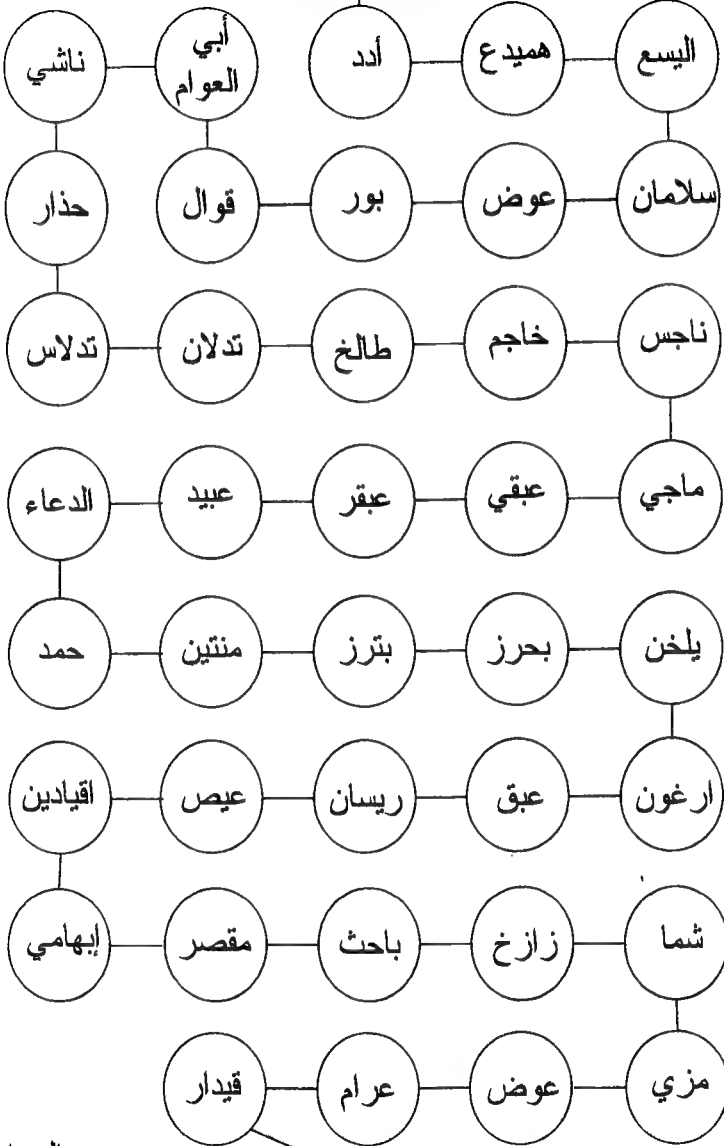 اليسع هميدع أدد أبي العوام ناشي
سلامان عوض بور قوال حذار
ناجس خاجم طالخ تدلان تدلاس
ماجي عبقي عبقر عبيد الدعاء
يلخن بحرز بترز منتين حمد
ارغون عبق ريسان عيص اقيادين
شما زازخ باحث مقصر إبهامي
مزي عوض عرام قيدار